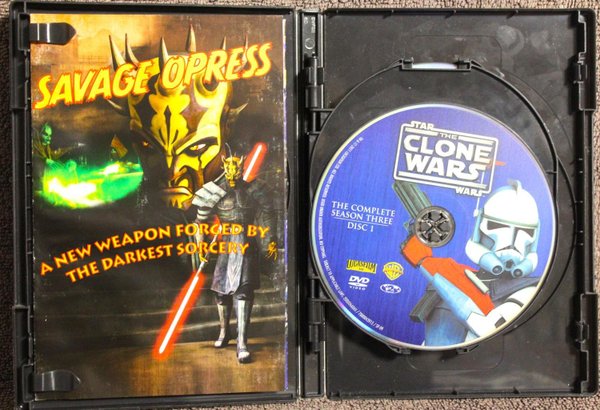 SAVAGE OPRESS
A NEW WEAPON FORGED BY
THE DARKEST SORCERY
STAR
THE
CLONE
WARS
WARS
THE COMPLETE
SEASON THREE
DISC 1
DVD
VIDEO